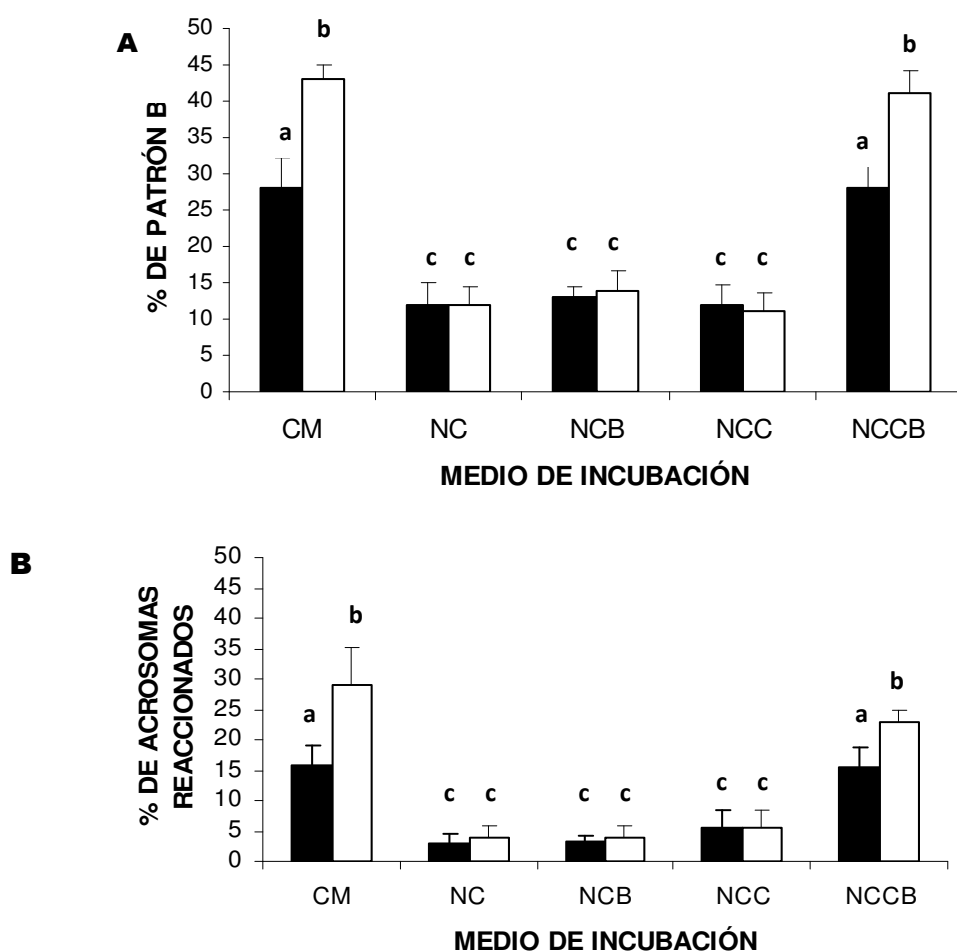 A
b
b
50
45
40
35
30
25
20
15
10
5
0
% DE PATRÓN B
a
a
c c
c c
c c
CM NC NCB NCC NCCB
MEDIO DE INCUBACIÓN
B
50
45
40
35
30
25
20
15
10
5
0
% DE ACROSOMAS
REACCIONADOS
a
b
c c
c c
c c
a
b
CM NC NCB NCC NCCB
MEDIO DE INCUBACIÓN